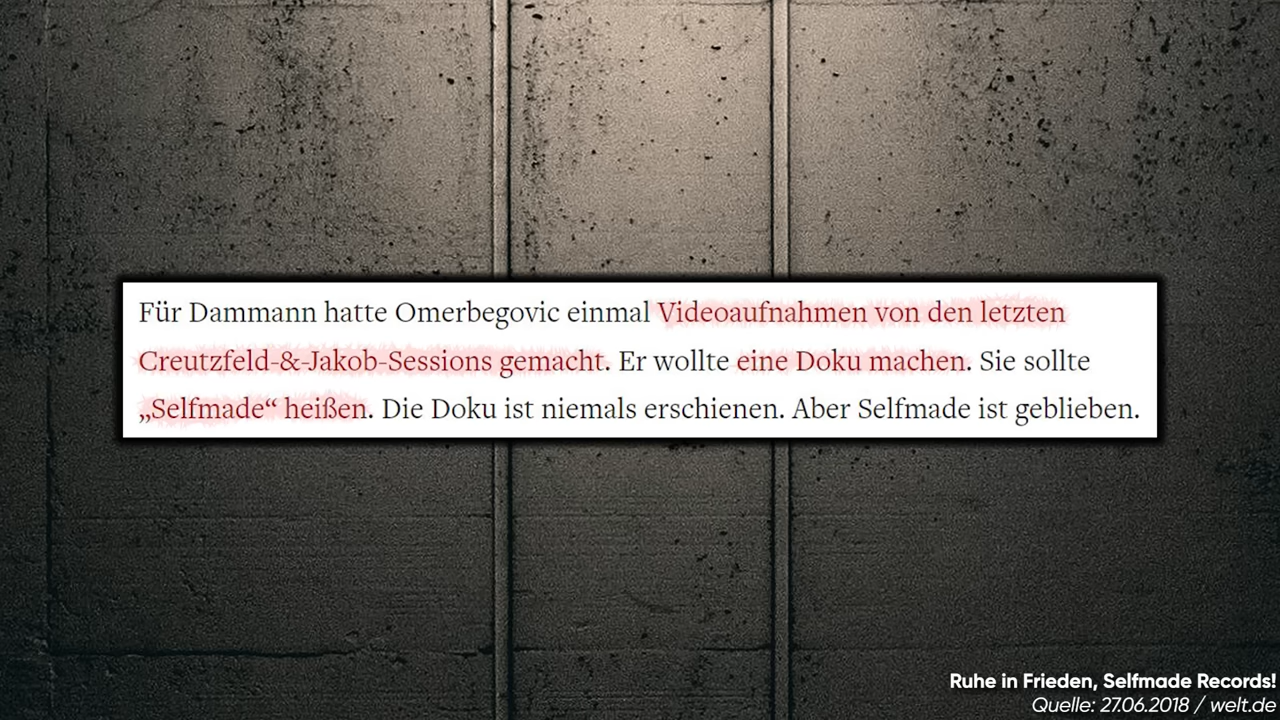 Für Dammann hatte Omerbegovic einmal Videoaufnahmen von den letzten
Creutzfeld-&-Jakob-Sessions gemacht. Er wollte eine Doku machen. Sie sollte
„Selfmade“ heißen. Die Doku ist niemals erschienen. Aber Selfmade ist geblieben.
Ruhe in Frieden, Selfmade Records!
Quelle: 27.06.2018 / welt.de